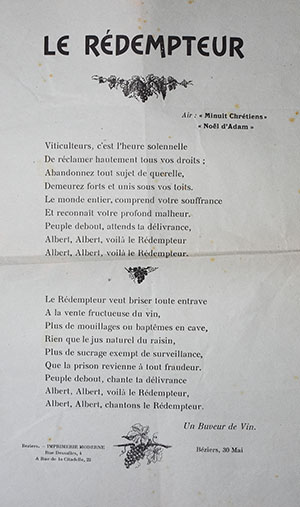 LE RÉDEMPTEUR
Air : « Minuit Chrétiens »
« Noël d'Adam »
Viticulteurs, c'est l'heure solennelle
De réclamer hautement tous vos droits ;
Abandonnez tout sujet de querelle,
Demeurez forts et unis sous vos toits.
Le monde entier, comprend votre souffrance
Et reconnait votre profond malheur.
Peuple debout, attends ta délivrance,
Albert, Albert, voilà le Rédempteur
Albert, Albert, voilà le Rédempteur.
Le Rédempteur veut briser toute entrave
A la vente fructueuse du vin,
Plus de mouillages ou baptêmes en cave,
Rien que le jus naturel du raisin,
Plus de sucrage exempt de surveillance,
Que la prison revienne à tout fraudeur.
Peuple debout, chante ta délivrance
Albert, Albert, voilà le Rédempteur,
Albert, Albert, chantons le Rédempteur.
Un Buveur de Vin.
Béziers. — IMPRIMERIE MODERNE
Rue
& Rue de la Citadelle,
Béziers, 30 Mai